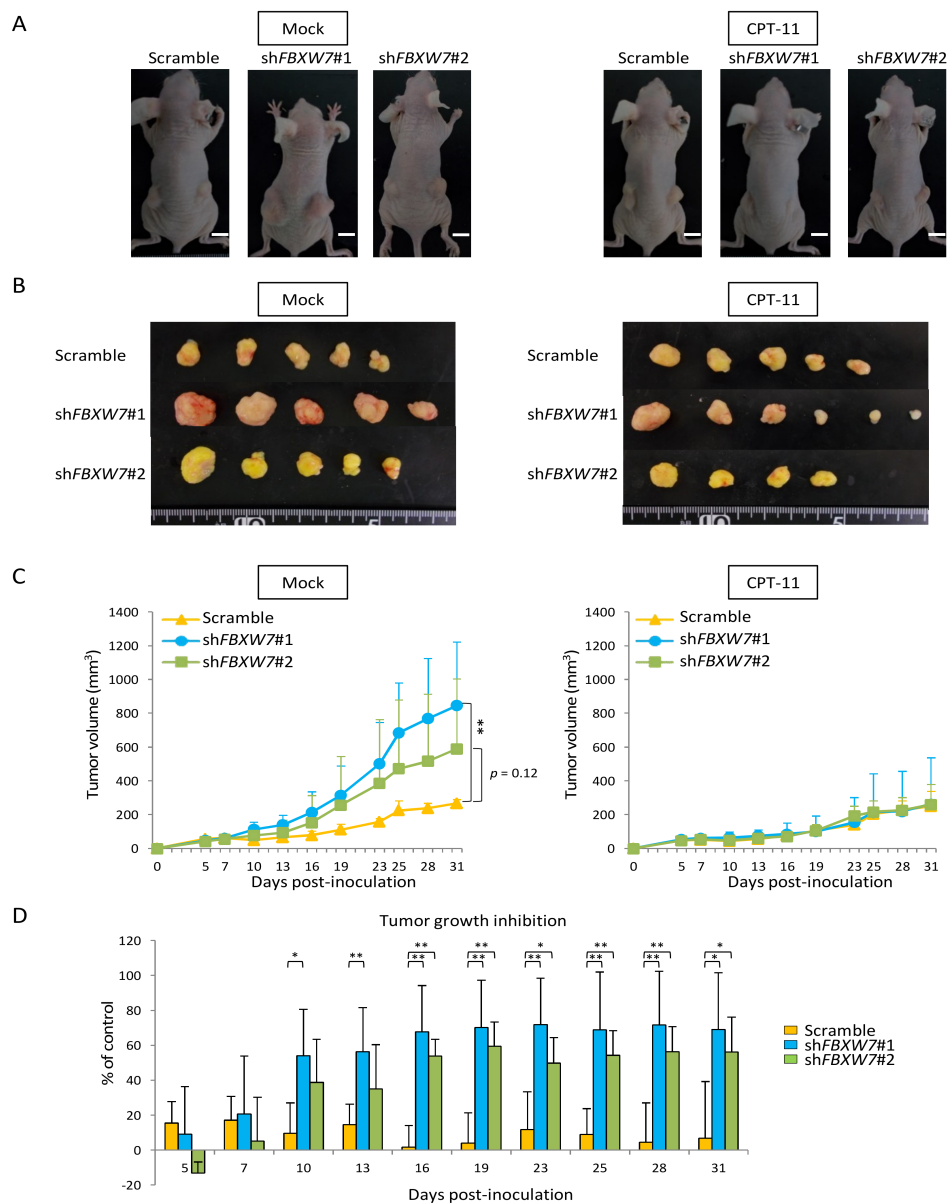 A
Mock
CPT-11
Scramble shFBXW7#1 shFBXW7#2
Scramble shFBXW7#1 shFBXW7#2
B
Mock
CPT-11
Scramble
shFBXW7#1
shFBXW7#2
Scramble
shFBXW7#1
shFBXW7#2
10 5
10
C
Mock
CPT-11
Tumor volume (mm³)
1400
1200
1000
800
600
400
200
0
Scramble
shFBXW7#1
shFBXW7#2
**
p = 0.12
0 5 7 10 13 16 19 23 25 28 31
Days post-inoculation
Tumor volume (mm³)
1400
1200
1000
800
600
400
200
0
Scramble
shFBXW7#1
shFBXW7#2
0 5 7 10 13 16 19 23 25 28 31
Days post-inoculation
D
Tumor growth inhibition
% of control
120
100
80
60
40
20
0
-20
* ** ** ** * ** ** *
** ** ** ** ** *
Scramble
shFBXW7#1
shFBXW7#2
5 7 10 13 16 19 23 25 28 31
Days post-inoculation